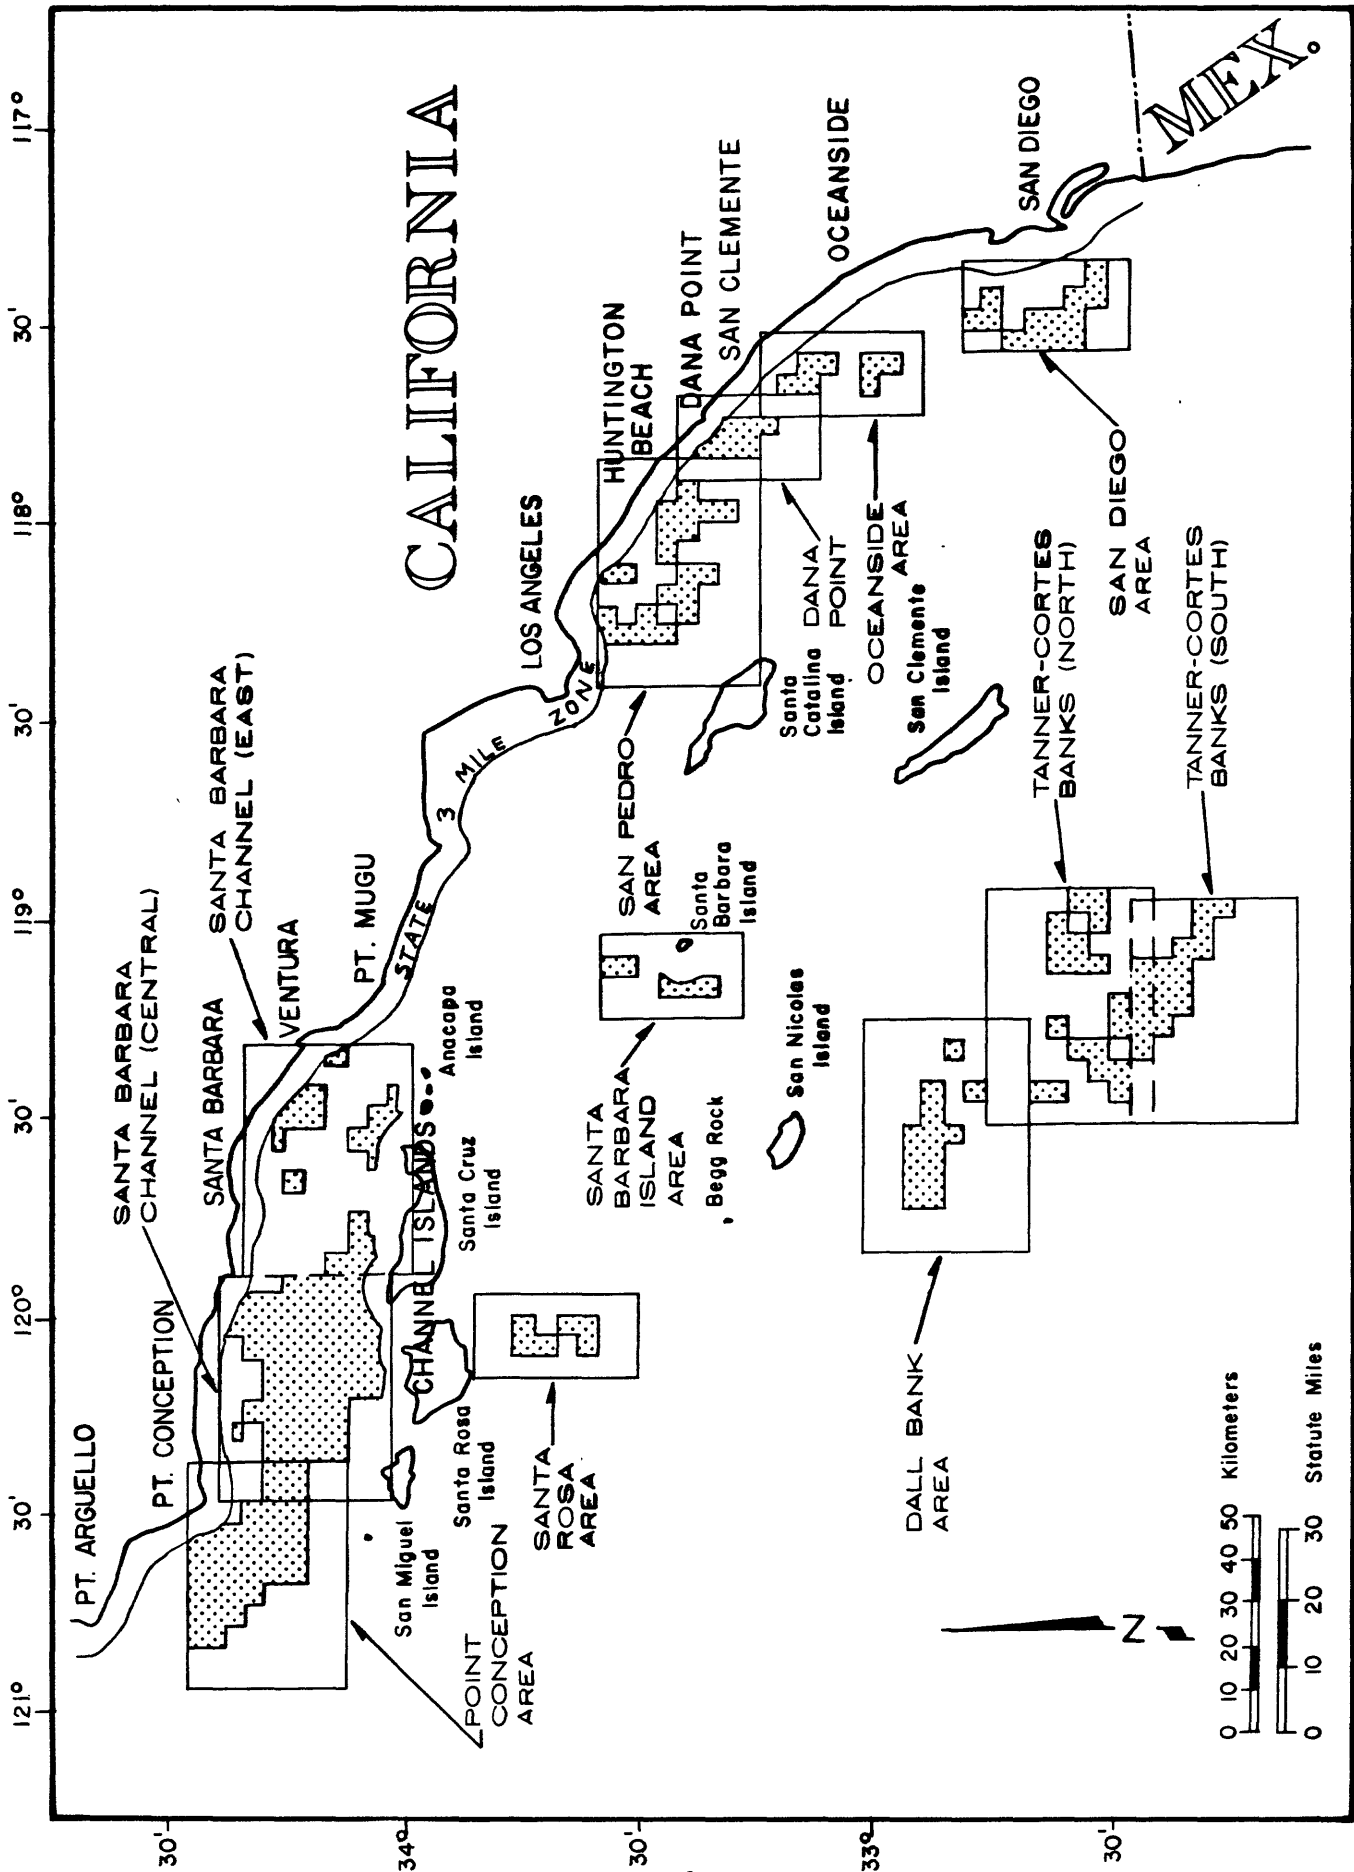 121°
30'
120°
30'
119°
30'
118°
30'
117°
30'
34°
30'
33°
30'
CALIFORNIA
MEX.
PT. ARGUELLO
PT. CONCEPTION
SANTA BARBARA
CHANNEL (CENTRAL)
SANTA BARBARA
CHANNEL (EAST)
SANTA BARBARA
VENTURA
PT. MUGU
STATE 3 MILE ZONE
LOS ANGELES
HUNTINGTON
BEACH
DANA POINT
SAN CLEMENTE
OCEANSIDE
SAN DIEGO
CHANNEL ISLANDS
San Miguel
Island
Santa Rosa
Island
Santa Cruz
Island
Anacapa
Island
POINT
CONCEPTION
AREA
SANTA
ROSA
AREA
SANTA
BARBARA
ISLAND
AREA
Begg Rock
San Nicolas
Island
Santa
Barbara
Island
SAN PEDRO
AREA
Santa
Catalina
Island
DANA
POINT
OCEANSIDE
AREA
San Clemente
Island
SAN DIEGO
AREA
TANNER-CORTES
BANKS (NORTH)
TANNER-CORTES
BANKS (SOUTH)
DALL BANK
AREA
N
0 10 20 30 40 50 Kilometers
0 10 20 30 Statute Miles